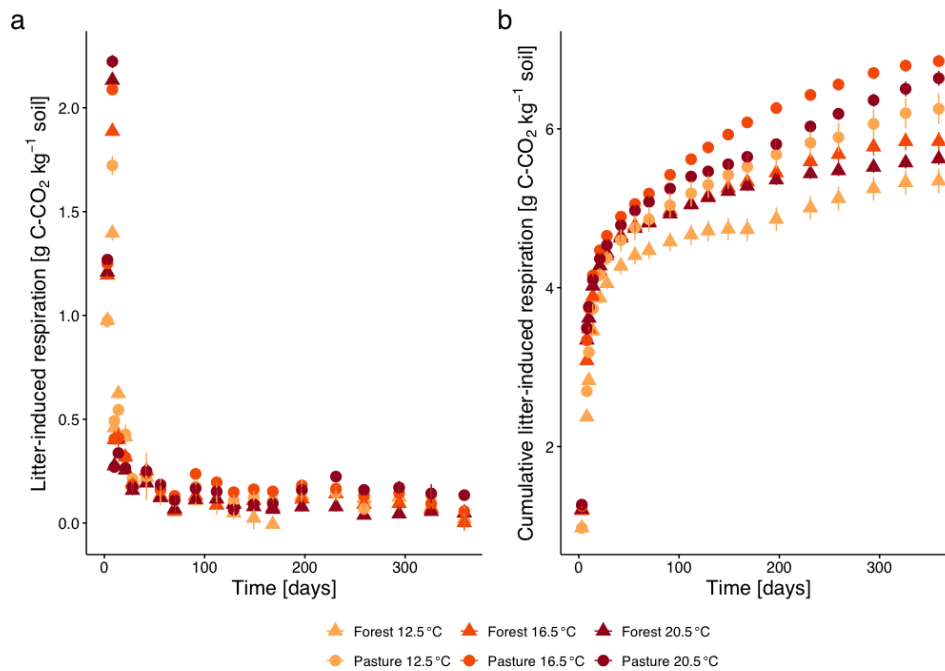 a
Litter-induced respiration [g C-CO₂ kg⁻¹ soil]
2.0
1.5
1.0
0.5
0.0
0 100 200 300
Time [days]
b
Cumulative litter-induced respiration [g C-CO₂ kg⁻¹ soil]
6
4
2
0 100 200 300
Time [days]
Forest 12.5°C Forest 16.5°C Forest 20.5°C
Pasture 12.5°C Pasture 16.5°C Pasture 20.5°C